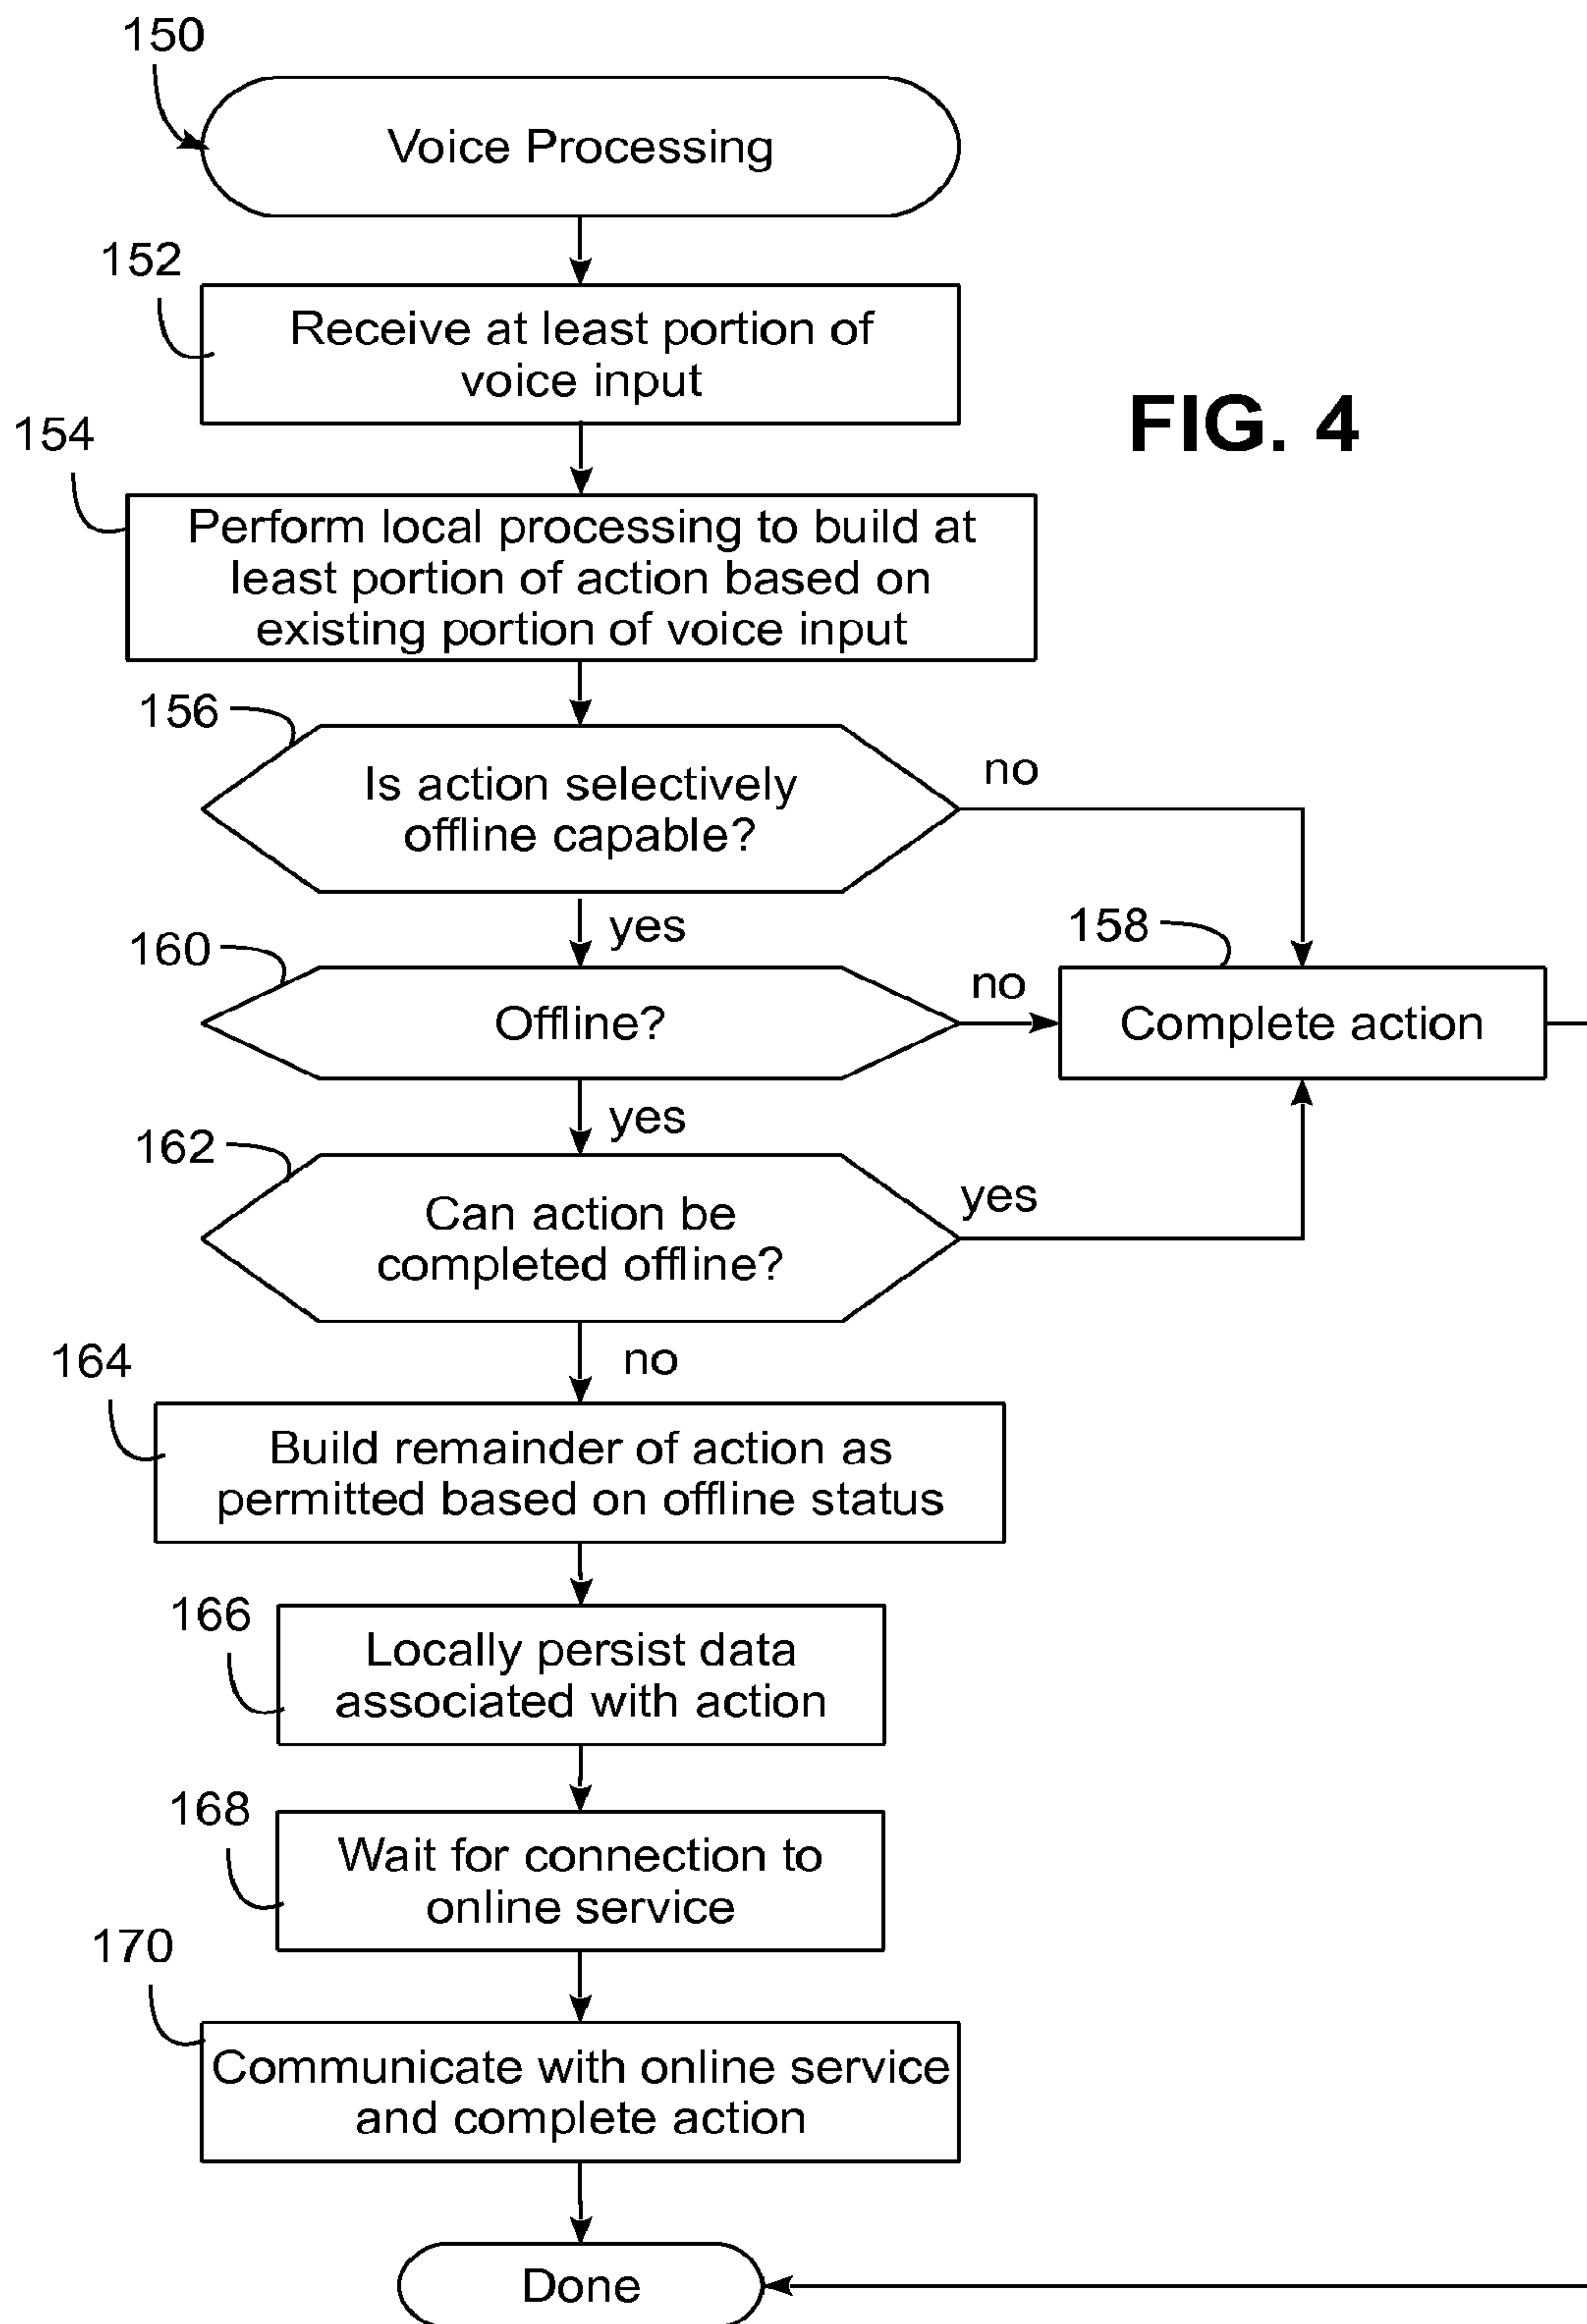 150
Voice Processing
152
Receive at least portion of
voice input
FIG. 4
154
Perform local processing to build at
least portion of action based on
existing portion of voice input
156
Is action selectively
offline capable?
no
yes
158
160
Offline?
no
Complete action
yes
162
Can action be
completed offline?
yes
no
164
Build remainder of action as
permitted based on offline status
166
Locally persist data
associated with action
168
Wait for connection to
online service
170
Communicate with online service
and complete action
Done